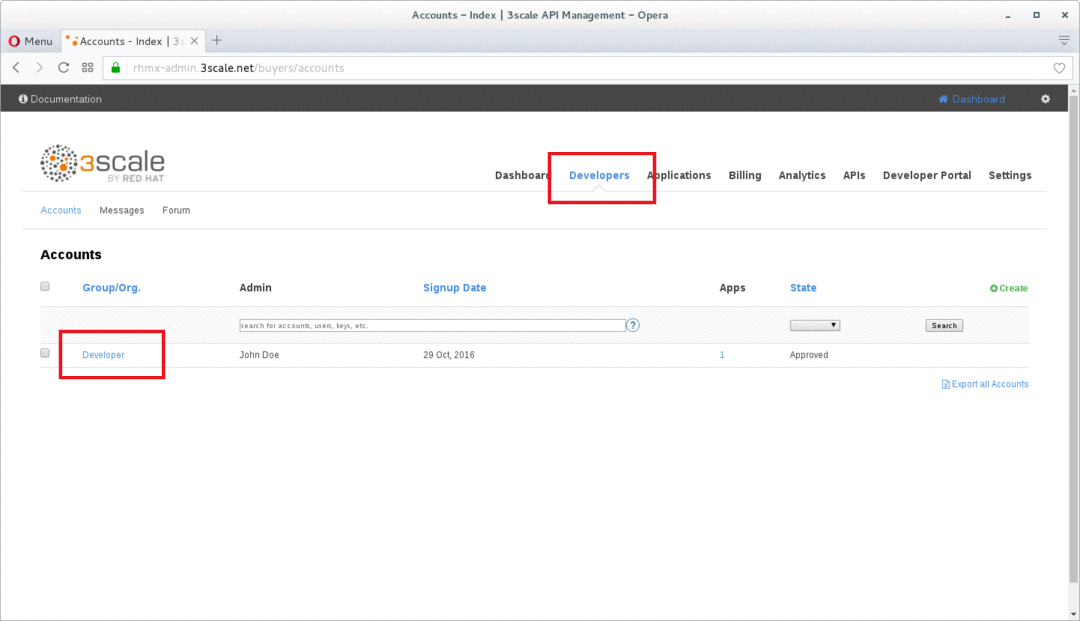 Accounts – Index | 3scale API Management – Opera
Menu Accounts - Index | 3s
rhmx-admin.3scale.net/buyers/accounts
Documentation Dashboard
3scale
BY RED HAT
Dashboard Developers Applications Billing Analytics APIs Developer Portal Settings
Accounts Messages Forum
Accounts
Group/Org. Admin Signup Date Apps State Create
search for accounts, users, keys, etc. ? Search
Developer John Doe 29 Oct, 2016 1 Approved
Export all Accounts